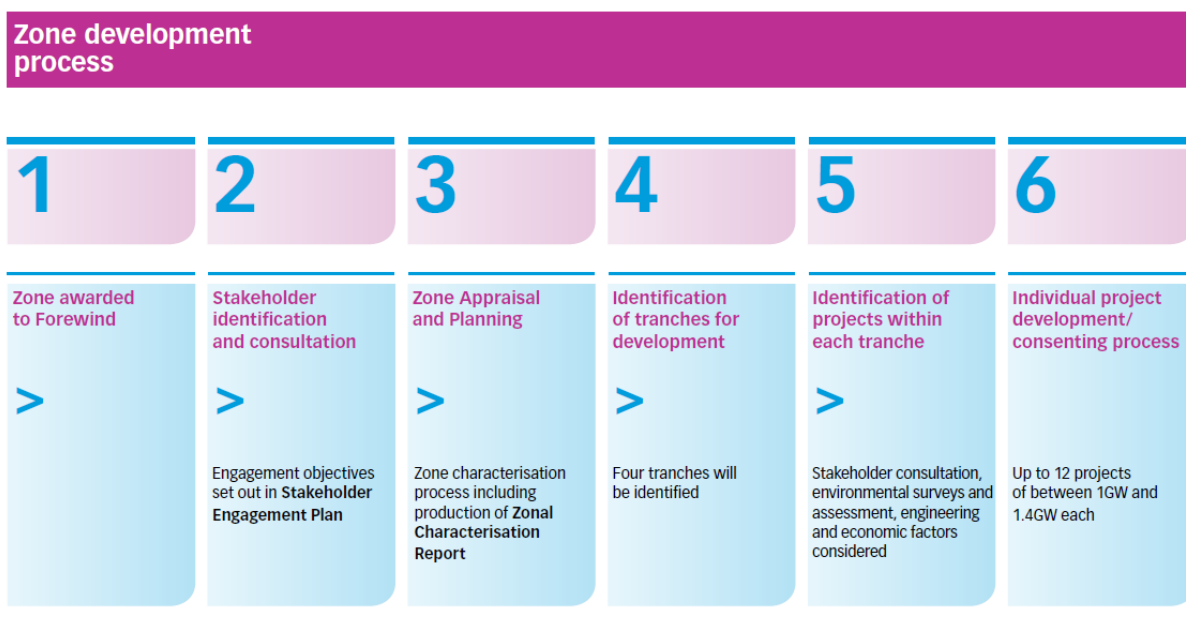 Zone development
process
1
2
3
4
5
6
Zone awarded
to Forewind
>
Stakeholder
identification
and consultation
>
Engagement objectives
set out in Stakeholder
Engagement Plan
Zone Appraisal
and Planning
>
Zone characterisation
process including
production of Zonal
Characterisation
Report
Identification
of tranches for
development
>
Four tranches will
be identified
Identification of
projects within
each tranche
>
Stakeholder consultation,
environmental surveys and
assessment, engineering
and economic factors
considered
Individual project
development/
consenting process
Up to 12 projects
of between 1GW and
1.4GW each